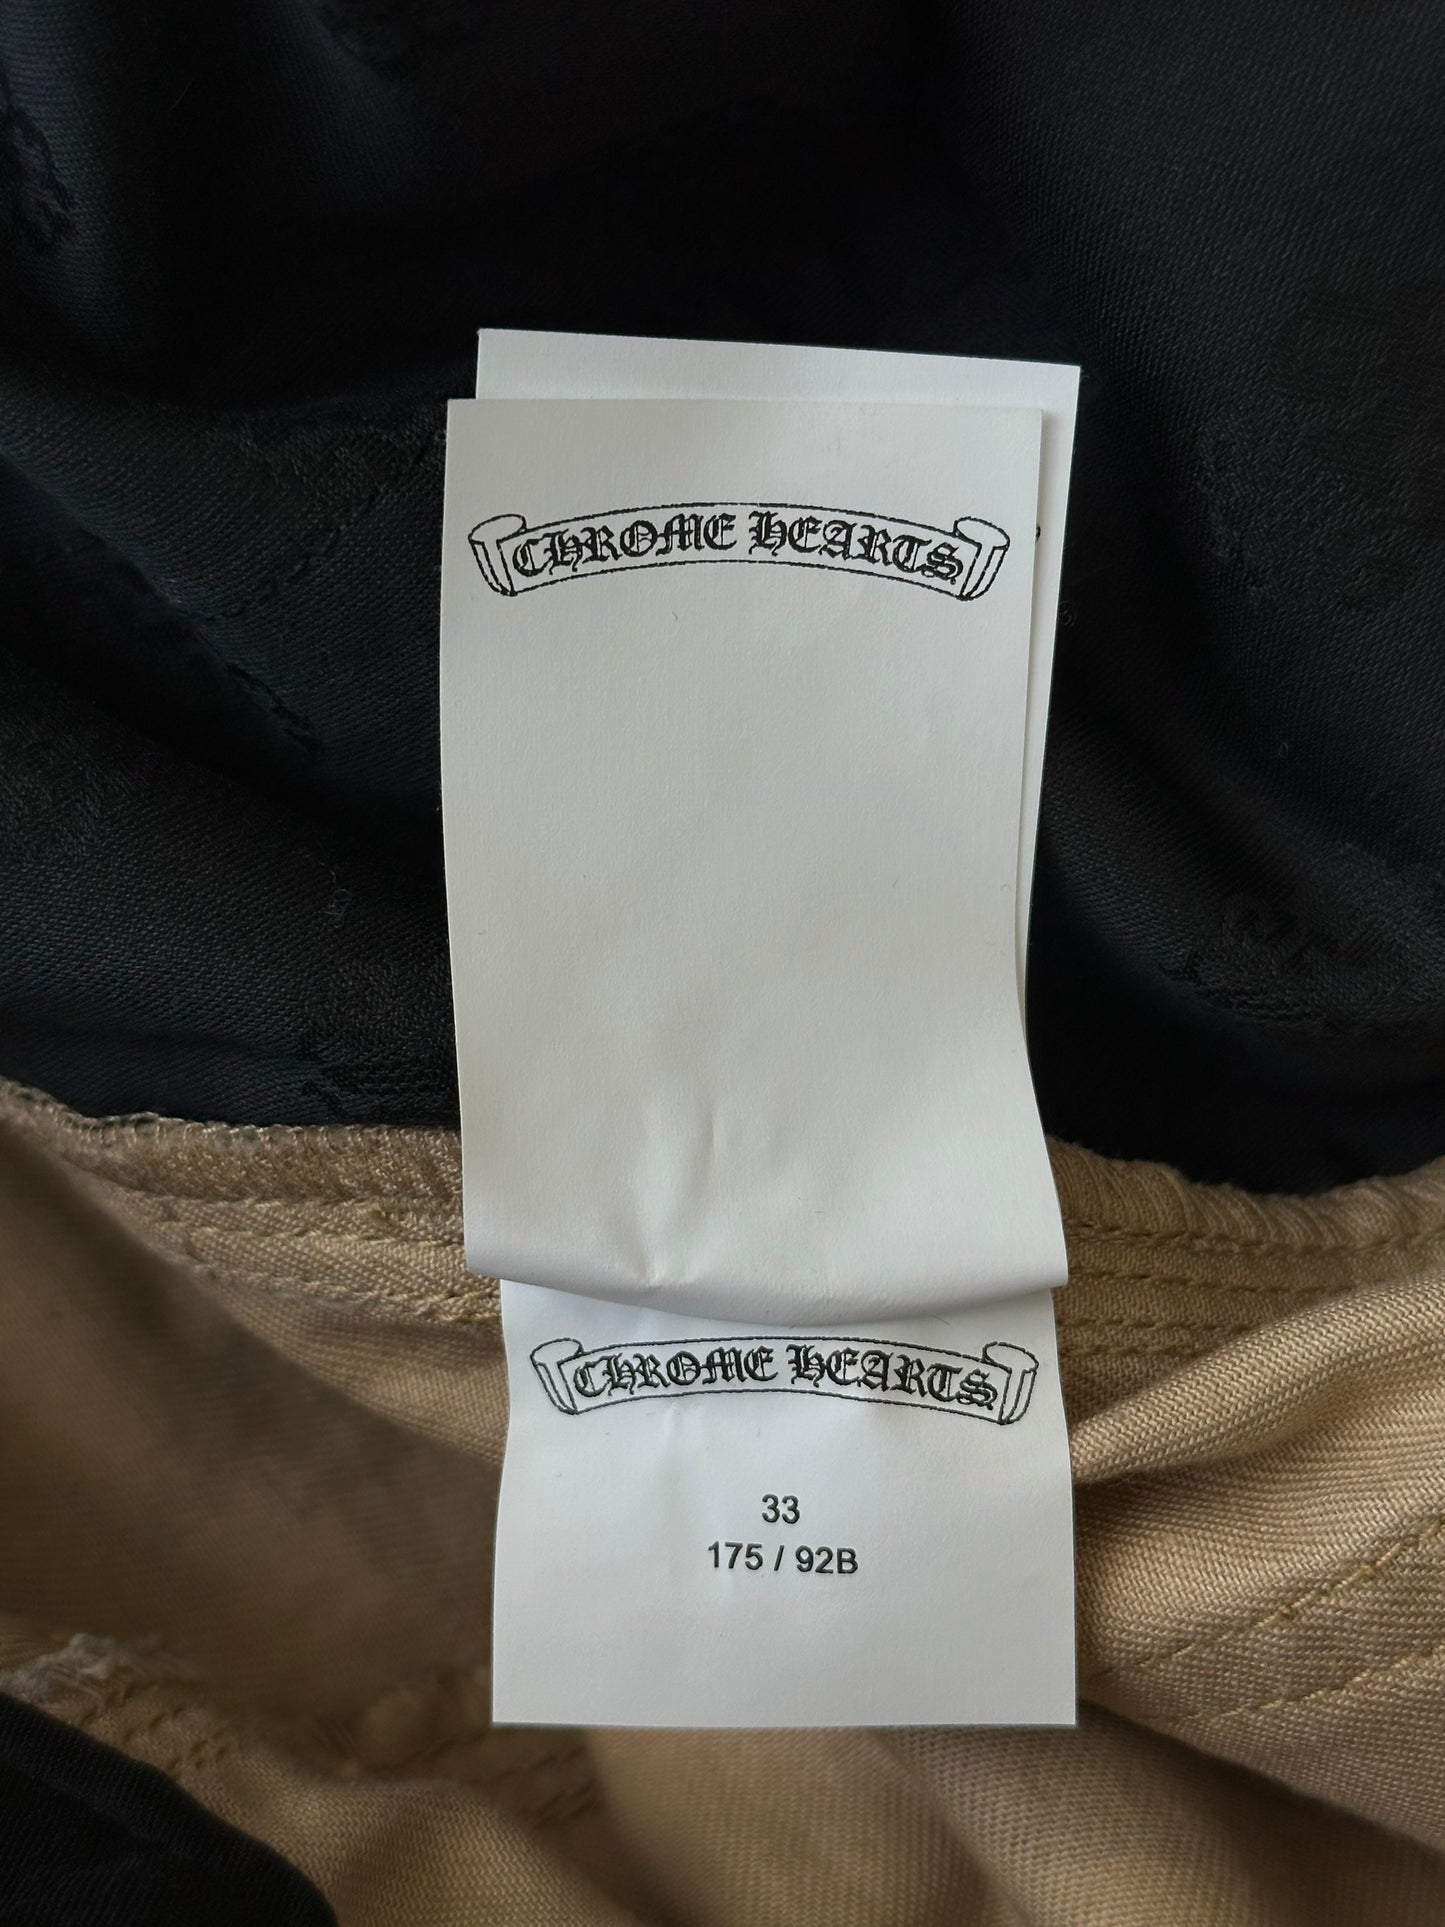 CHROME HEARTS
CHROME HEARTS
33
175 / 92B